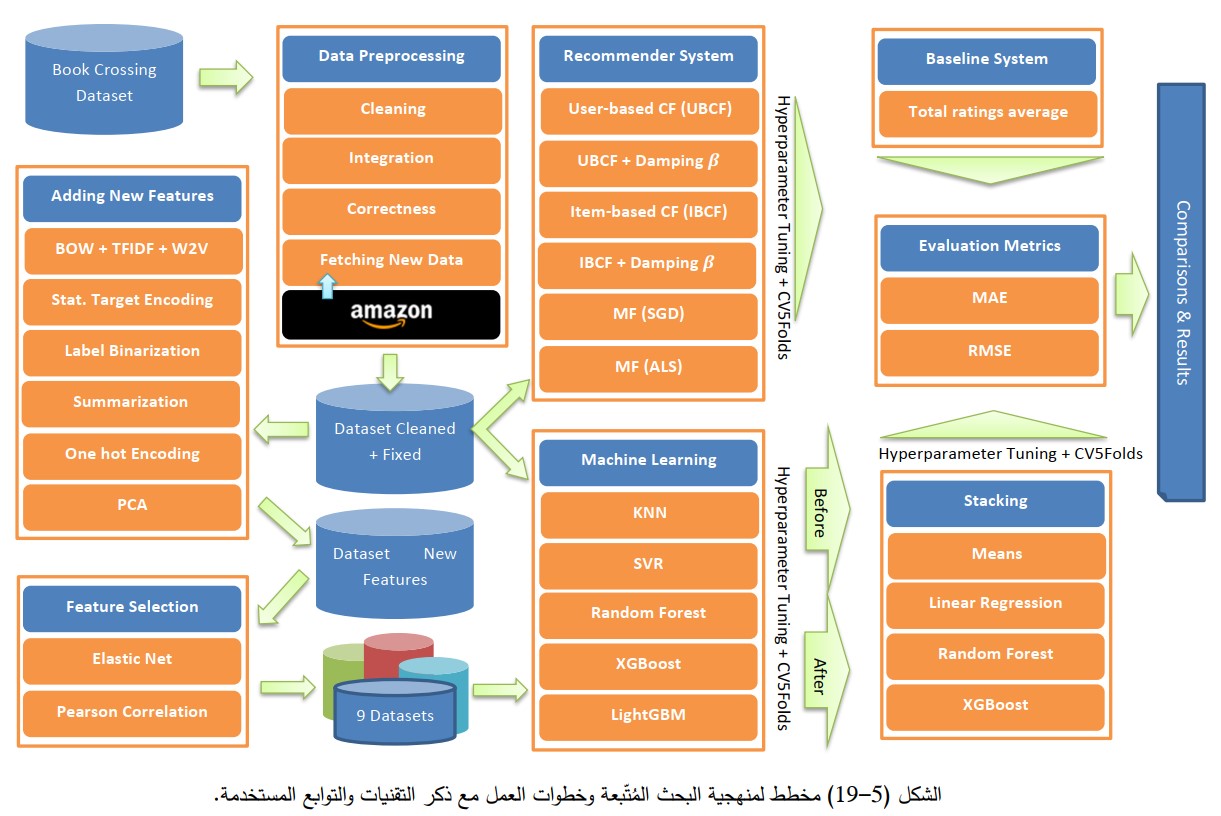 Book Crossing
Dataset
Data Preprocessing
Cleaning
Integration
Correctness
Fetching New Data
amazon
Recommender System
User-based CF (UBCF)
UBCF + Damping β
Item-based CF (IBCF)
IBCF + Damping β
MF (SGD)
MF (ALS)
Hyperparameter Tuning + CV5Folds
Baseline System
Total ratings average
Evaluation Metrics
MAE
RMSE
Comparisons & Results
Adding New Features
BOW + TFIDF + W2V
Stat. Target Encoding
Label Binarization
Summarization
One hot Encoding
PCA
Dataset Cleaned
+ Fixed
Dataset New
Features
Feature Selection
Elastic Net
Pearson Correlation
9 Datasets
Machine Learning
KNN
SVR
Random Forest
XGBoost
LightGBM
Hyperparameter Tuning + CV5Folds
Before
After
Hyperparameter Tuning + CV5Folds
Stacking
Means
Linear Regression
Random Forest
XGBoost
الشكل (5–19) مخطط لمنهجية البحث المُتّبعة وخطوات العمل مع ذكر التقنيات والتوابع المستخدمة.